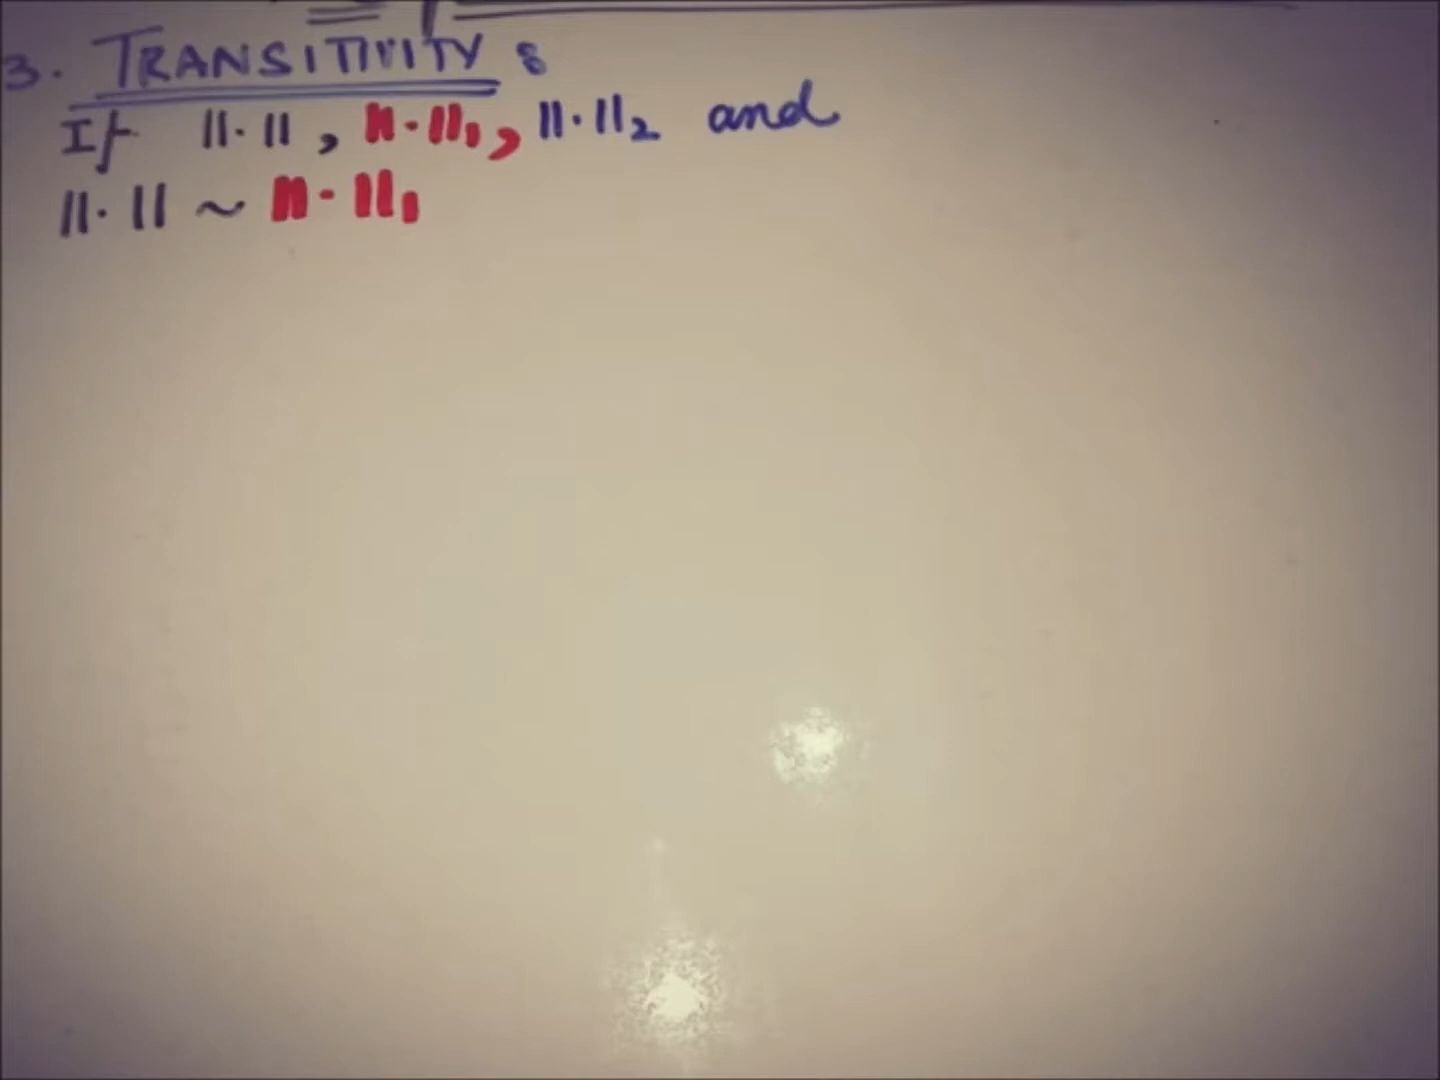 3. TRANSITIVITY :
If ||·|| , ||·||₁ , ||·||₂ and
||·|| ~ ||·||₁